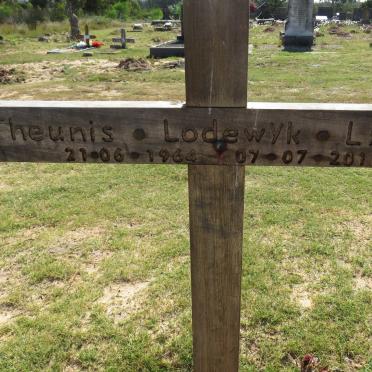 heunis • Lodewyk • L
21-06-1964 • 07-07-201